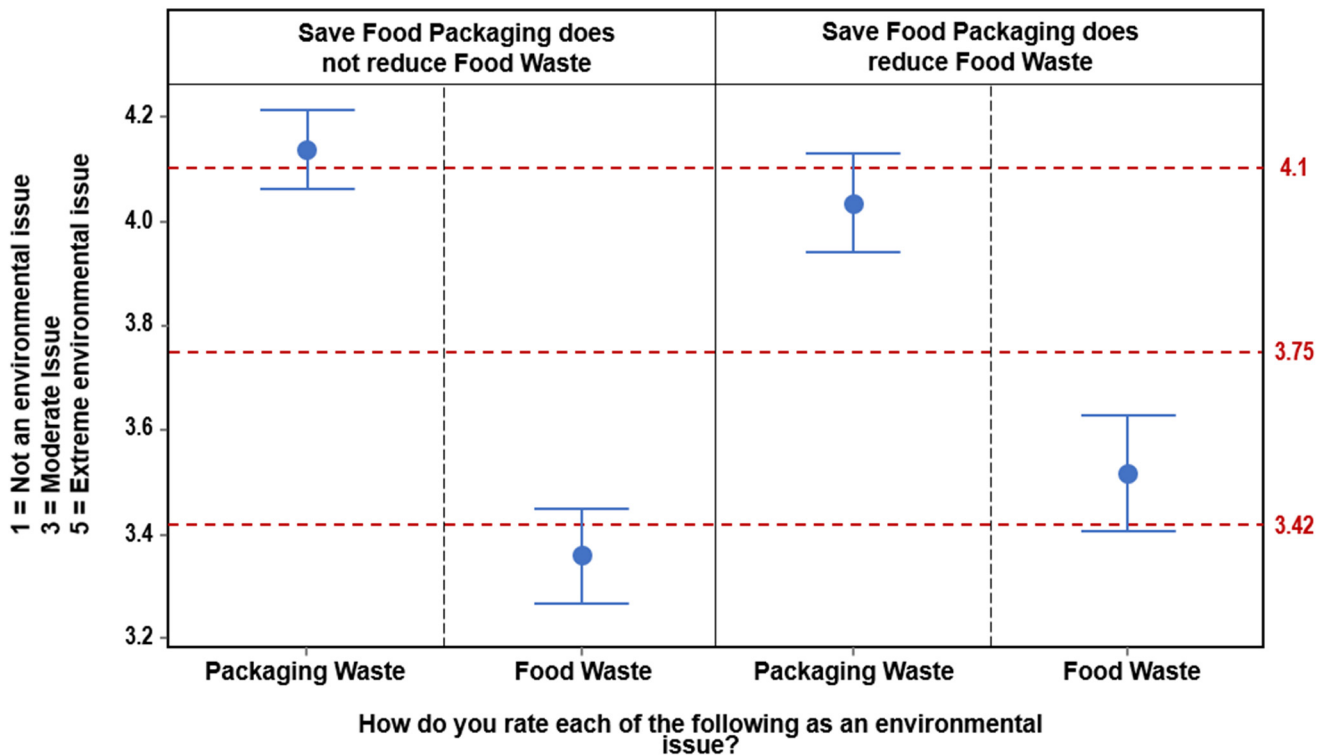 Save Food Packaging does
not reduce Food Waste
Save Food Packaging does
reduce Food Waste
1 = Not an environmental issue
3 = Moderate Issue
5 = Extreme environmental issue
4.2
4.0
3.8
3.6
3.4
3.2
4.1
3.75
3.42
Packaging Waste
Food Waste
Packaging Waste
Food Waste
How do you rate each of the following as an environmental
issue?